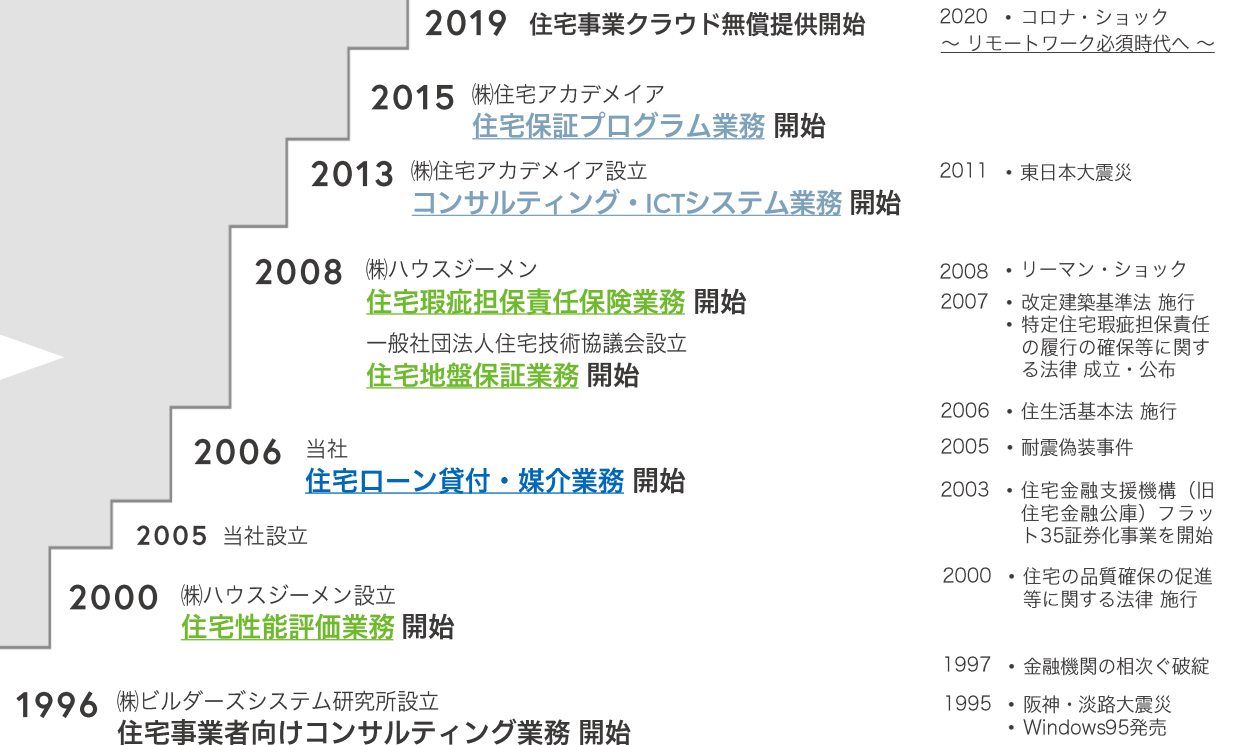 2019 住宅事業クラウド無償提供開始
2015 ㈱住宅アカデメイア
住宅保証プログラム業務 開始
2013 ㈱住宅アカデメイア設立
コンサルティング・ICTシステム業務 開始
2008 ㈱ハウスジーメン
住宅瑕疵担保責任保険業務 開始
一般社団法人住宅技術協議会設立
住宅地盤保証業務 開始
2006 当社
住宅ローン貸付・媒介業務 開始
2005 当社設立
2000 ㈱ハウスジーメン設立
住宅性能評価業務 開始
1996 ㈱ビルダーズシステム研究所設立
住宅事業者向けコンサルティング業務 開始
2020 • コロナ・ショック
～ リモートワーク必須時代へ ～
2011 • 東日本大震災
2008 • リーマン・ショック
2007 • 改定建築基準法 施行
• 特定住宅瑕疵担保責任
の履行の確保等に関す
る法律 成立・公布
2006 • 住生活基本法 施行
2005 • 耐震偽装事件
2003 • 住宅金融支援機構（旧
住宅金融公庫）フラッ
ト35証券化事業を開始
2000 • 住宅の品質確保の促進
等に関する法律 施行
1997 • 金融機関の相次ぐ破綻
1995 • 阪神・淡路大震災
• Windows95発売